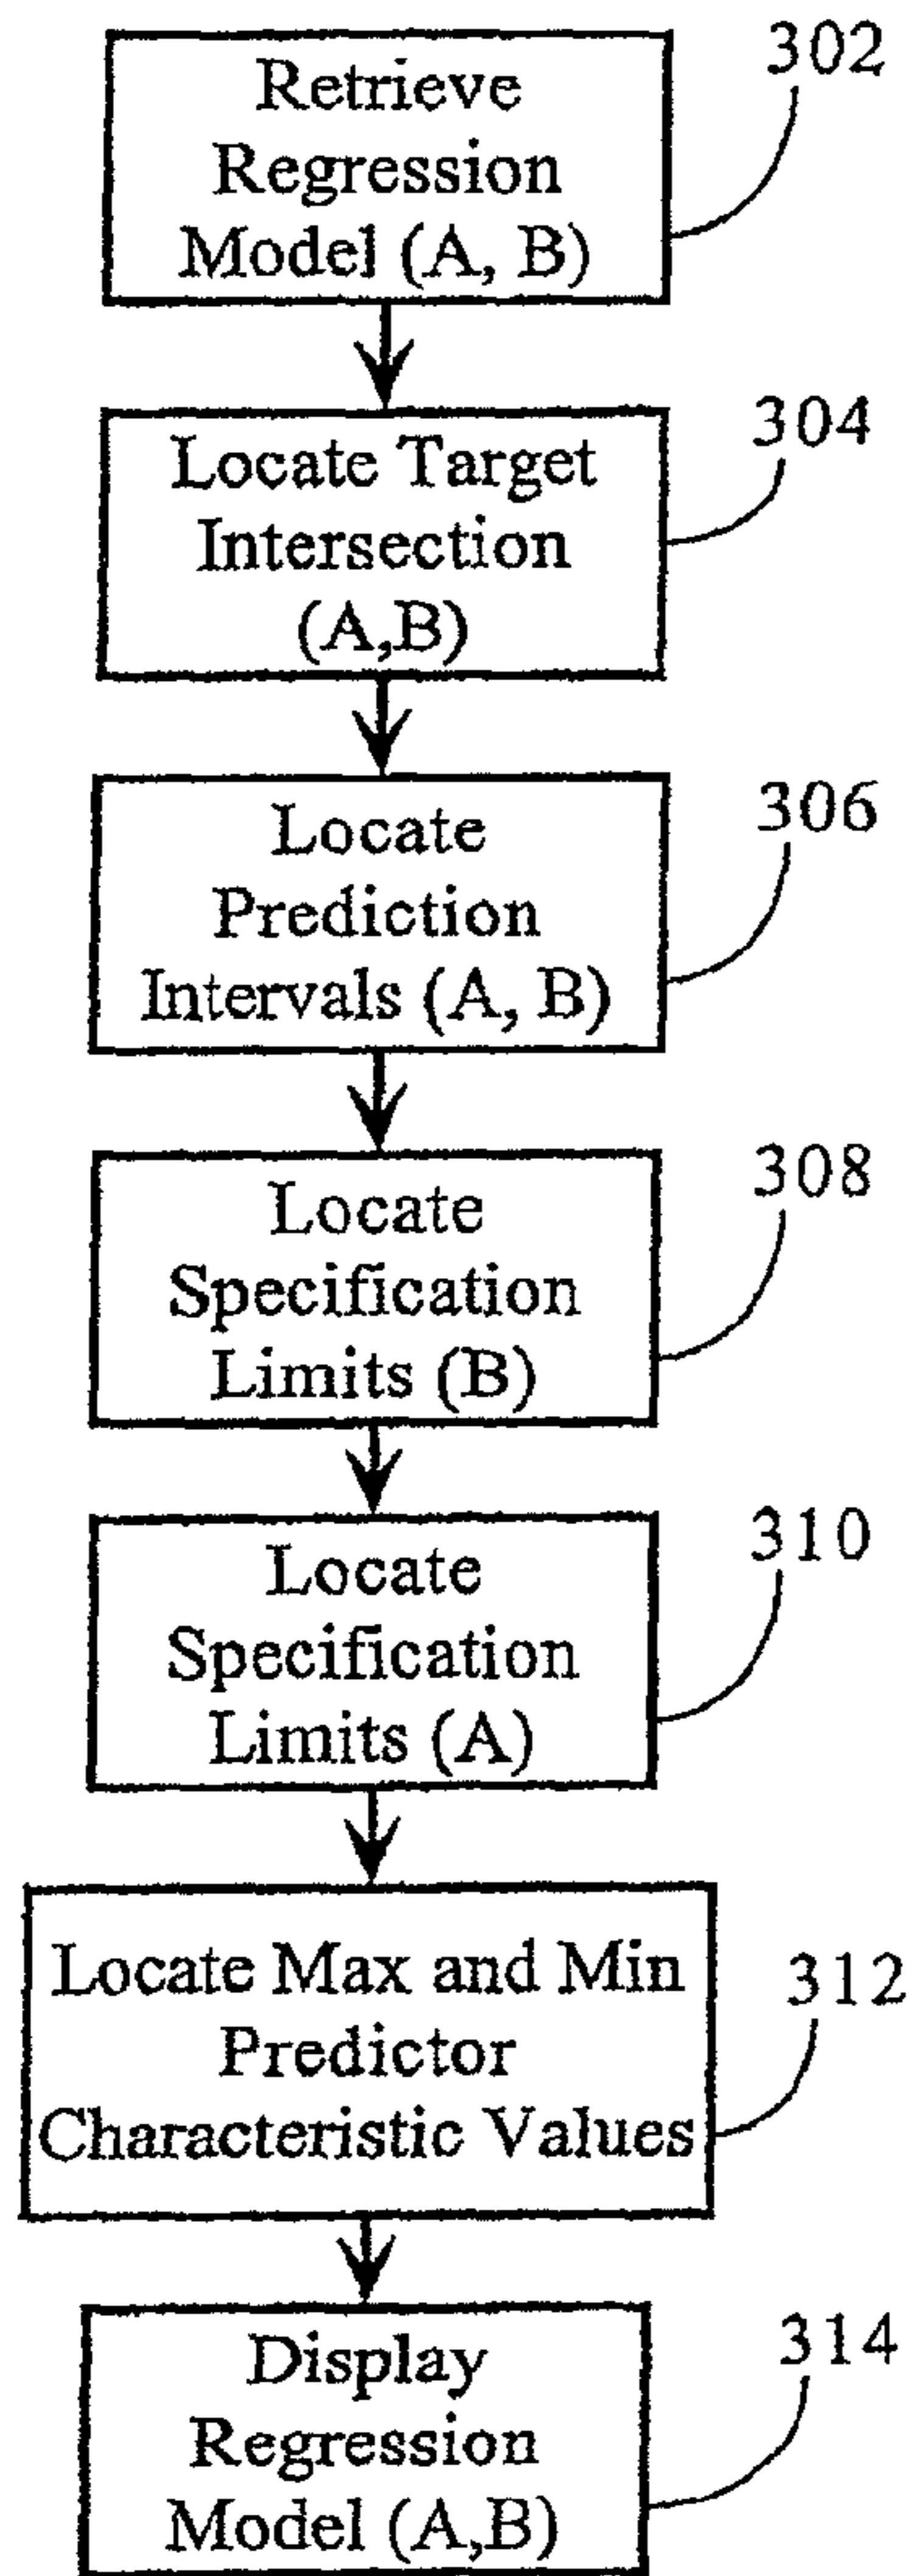 302
Retrieve
Regression
Model (A, B)
304
Locate Target
Intersection
(A,B)
306
Locate
Prediction
Intervals (A, B)
308
Locate
Specification
Limits (B)
310
Locate
Specification
Limits (A)
312
Locate Max and Min
Predictor
Characteristic Values
314
Display
Regression
Model (A,B)